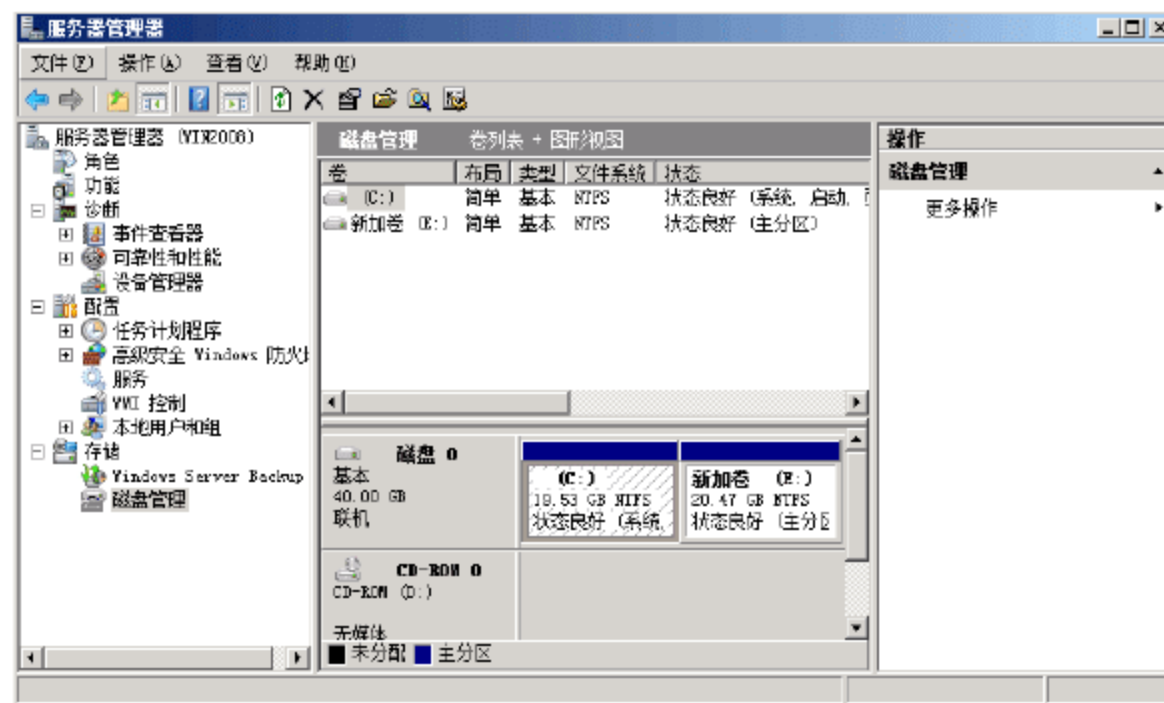 服务器管理器
文件(F) 操作(A) 查看(V) 帮助(H)
服务器管理器 (WIN2008)
角色
功能
诊断
事件查看器
可靠性和性能
设备管理器
配置
任务计划程序
高级安全 Windows 防火
服务
WMI 控制
本地用户和组
存储
Windows Server Backup
磁盘管理
磁盘管理 卷列表 + 图形视图
卷 布局 类型 文件系统 状态
(C:) 简单 基本 NTFS 状态良好 (系统, 启动,
新加卷 (E:) 简单 基本 NTFS 状态良好 (主分区)
磁盘 0
基本
40.00 GB
联机
(C:)
19.53 GB NTFS
状态良好 (系统,
新加卷 (E:)
20.47 GB NTFS
状态良好 (主分区
CD-ROM 0
CD-ROM (D:)
无媒体
未分配 主分区
操作
磁盘管理
更多操作